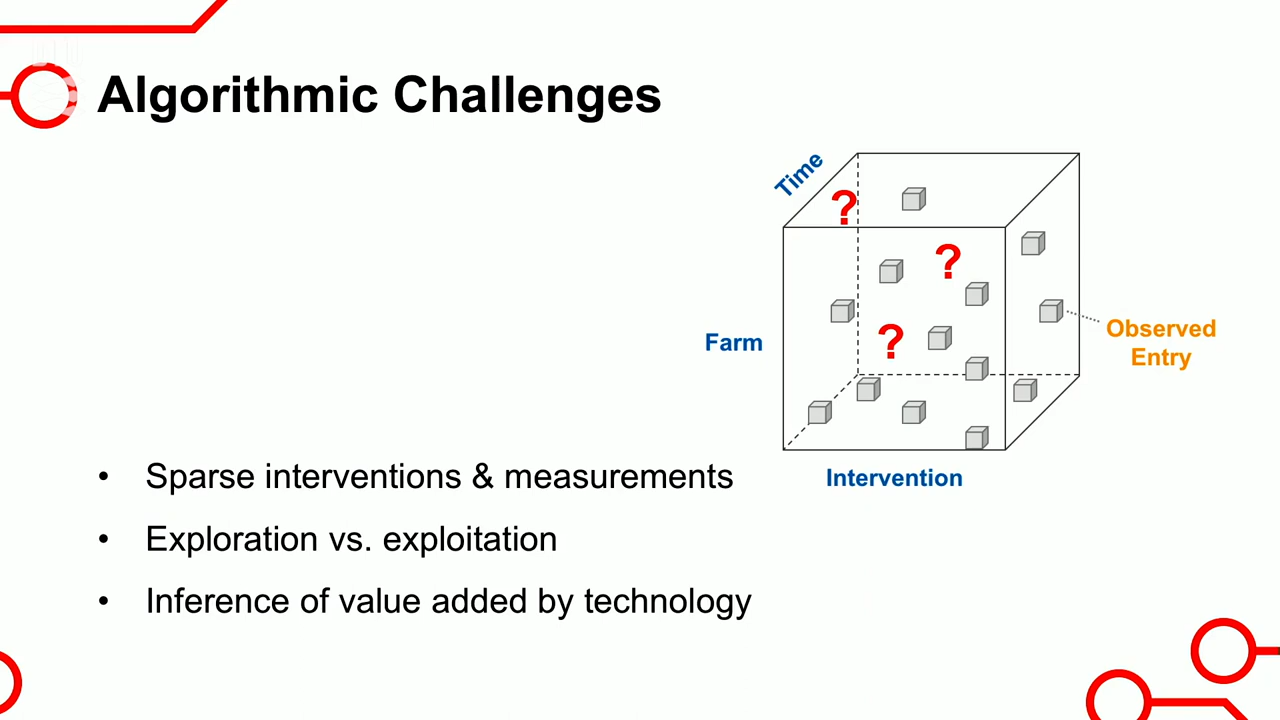 Algorithmic Challenges
Time
?
?
?
Farm
Observed
Entry
Intervention
• Sparse interventions & measurements
• Exploration vs. exploitation
• Inference of value added by technology